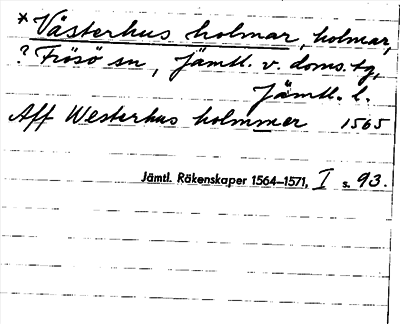 * Västerhus holmar, holmar,
? Frösö sn, Jämtl. v. doms. tg,
Jämtl. l.
Aff Westerhus holmmer 1565
Jämtl. Räkenskaper 1564–1571, I s. 93.